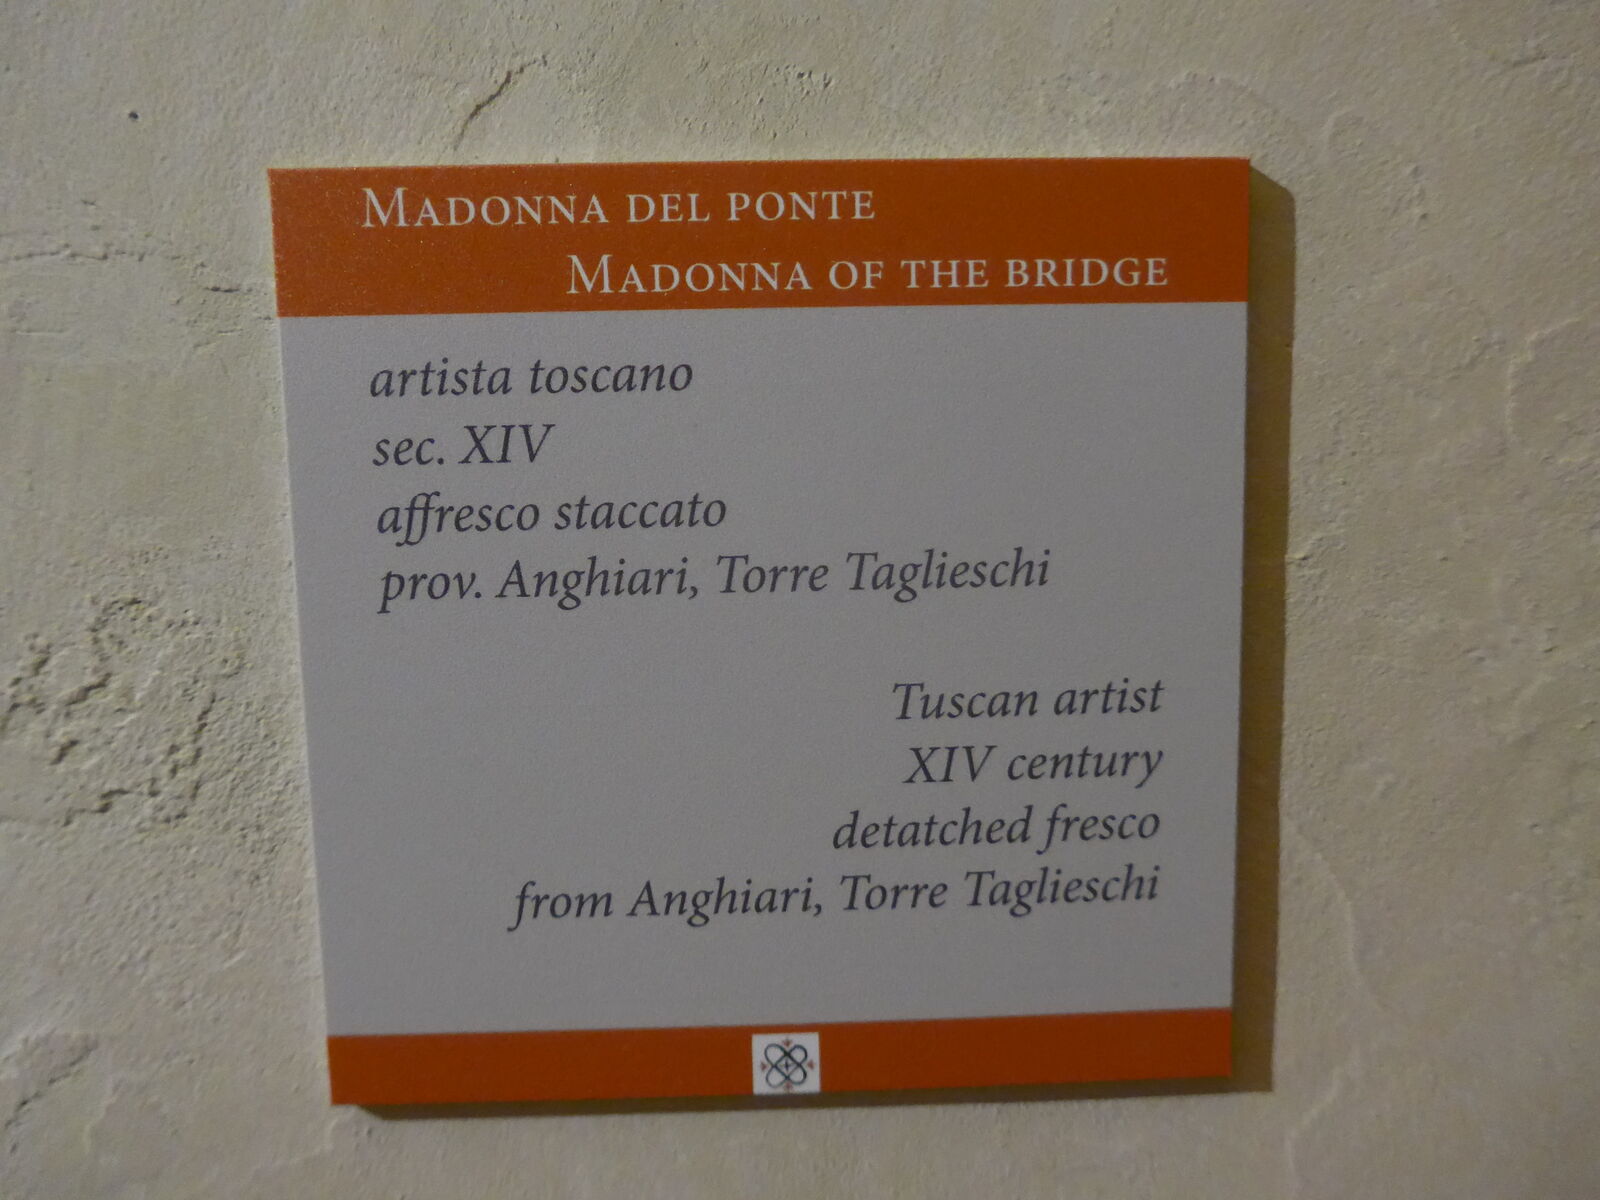 MADONNA DEL PONTE
MADONNA OF THE BRIDGE
artista toscano
sec. XIV
affresco staccato
prov. Anghiari, Torre Taglieschi
Tuscan artist
XIV century
detatched fresco
from Anghiari, Torre Taglieschi